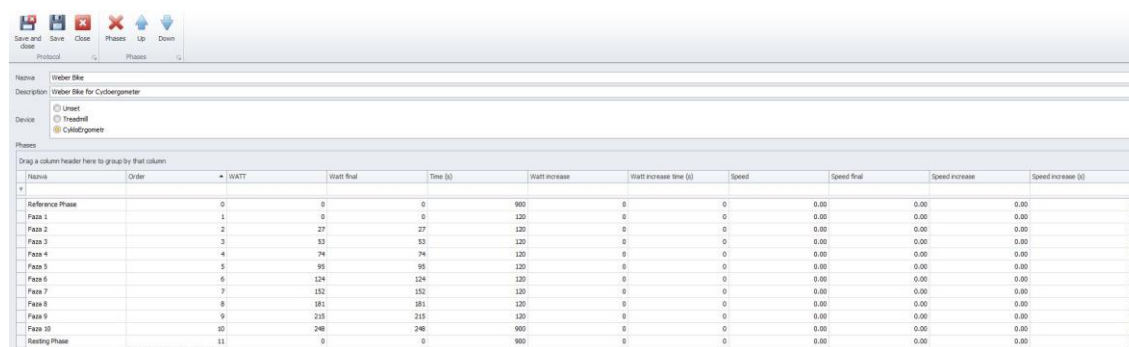 Save and close Save Close Phases Up Down
Protocol Phases
Nazwa Weber Bike
Description Weber Bike for Cycloergometer
Unset
Device Treadmill
CykloErgometr
Phases
Drag a column header here to group by that column
Nazwa Order WATT Watt final Time (s) Watt increase Watt increase time (s) Speed Speed final Speed increase Speed increase (s)
Reference Phase 0 0 0 900 0 0 0.00 0.00 0.00
Faza 1 1 0 0 120 0 0 0.00 0.00 0.00
Faza 2 2 27 27 120 0 0 0.00 0.00 0.00
Faza 3 3 53 53 120 0 0 0.00 0.00 0.00
Faza 4 4 74 74 120 0 0 0.00 0.00 0.00
Faza 5 5 95 95 120 0 0 0.00 0.00 0.00
Faza 6 6 124 124 120 0 0 0.00 0.00 0.00
Faza 7 7 152 152 120 0 0 0.00 0.00 0.00
Faza 8 8 181 181 120 0 0 0.00 0.00 0.00
Faza 9 9 215 215 120 0 0 0.00 0.00 0.00
Faza 10 10 248 248 900 0 0 0.00 0.00 0.00
Resting Phase 11 0 0 900 0 0 0.00 0.00 0.00